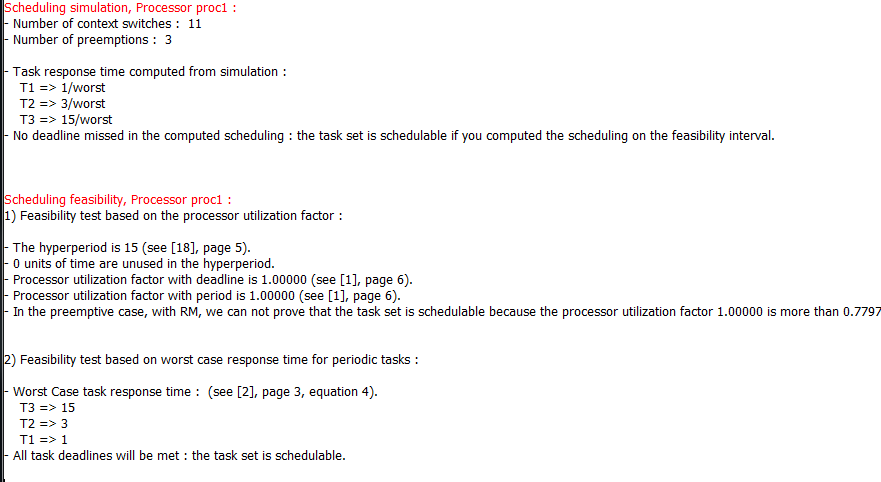 Scheduling simulation, Processor proc1 :
- Number of context switches :  11
- Number of preemptions :  3
- Task response time computed from simulation :
T1 => 1/worst
T2 => 3/worst
T3 => 15/worst
- No deadline missed in the computed scheduling : the task set is schedulable if you computed the scheduling on the feasibility interval.
Scheduling feasibility, Processor proc1 :
1) Feasibility test based on the processor utilization factor :
- The hyperperiod is 15 (see [18], page 5).
- 0 units of time are unused in the hyperperiod.
- Processor utilization factor with deadline is 1.00000 (see [1], page 6).
- Processor utilization factor with period is 1.00000 (see [1], page 6).
- In the preemptive case, with RM, we can not prove that the task set is schedulable because the processor utilization factor 1.00000 is more than 0.7797
2) Feasibility test based on worst case response time for periodic tasks :
- Worst Case task response time :  (see [2], page 3, equation 4).
T3 => 15
T2 => 3
T1 => 1
- All task deadlines will be met : the task set is schedulable.